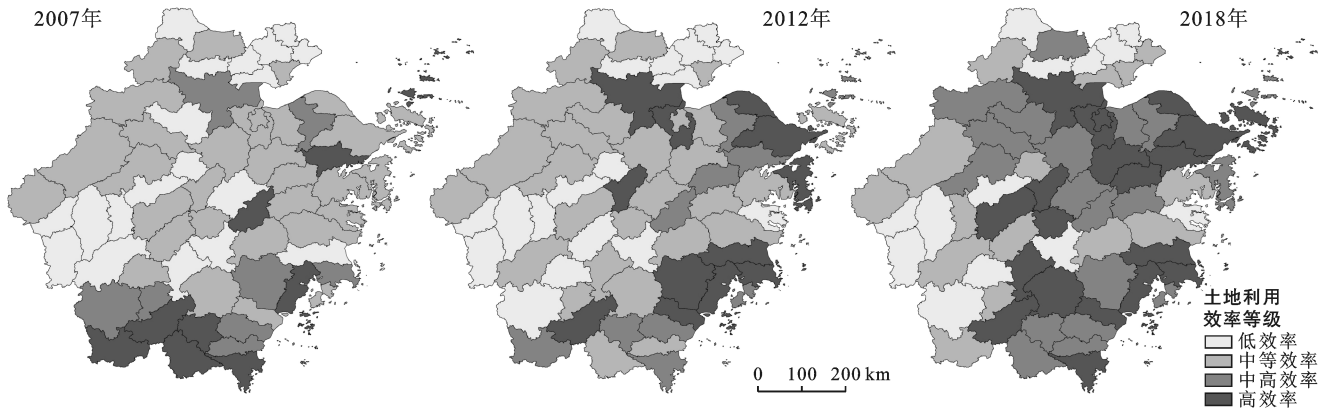 2007年
2012年
2018年
土地利用
效率等级
低效率
中等效率
中高效率
高效率
0 100 200 km